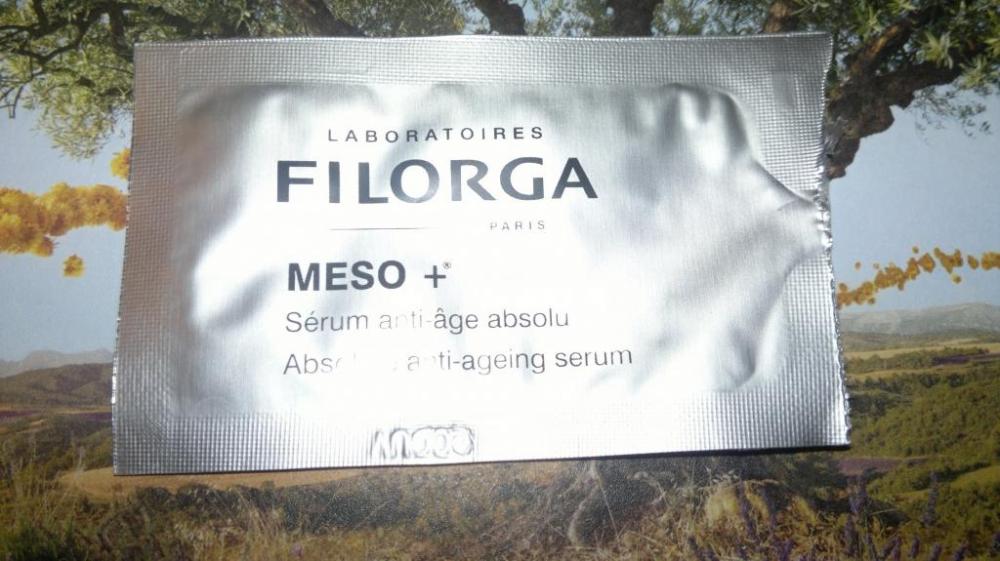 LABORATOIRES
FILORGA
PARIS
MESO +®
Sérum anti-âge absolu
anti-ageing serum